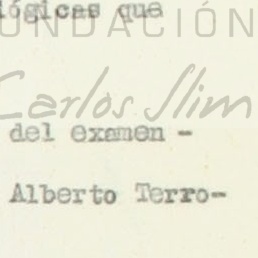 lógicas que
FUNDACIÓN
Carlos Slim
del examen -
Alberto Terro-